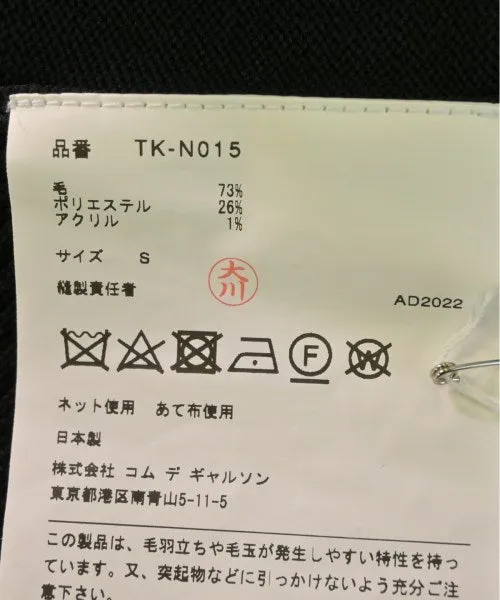 品番 TK-N015
毛 73%
ポリエステル 26%
アクリル 1%
サイズ S
縫製責任者 大川
AD2022
F W
ネット使用 あて布使用
日本製
株式会社 コム デ ギャルソン
東京都港区南青山5-11-5
この製品は、毛羽立ちや毛玉が発生しやすい特性を持っ
ています。又、突起物などに引っかけないよう充分ご注
意下さい。